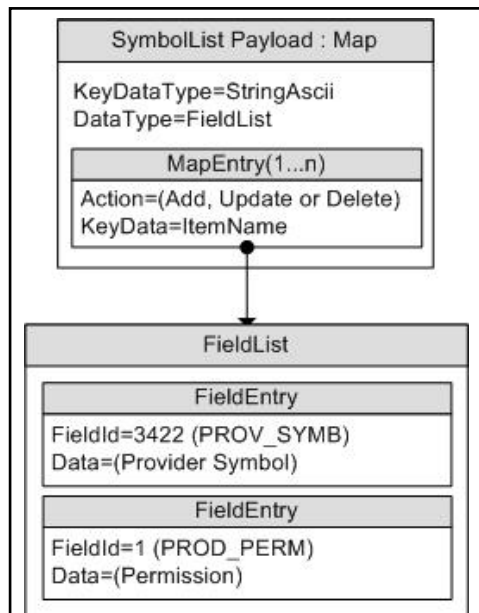 SymbolList Payload : Map
KeyDataType=StringAscii
DataType=FieldList
MapEntry(1...n)
Action=(Add, Update or Delete)
KeyData=ItemName
FieldList
FieldEntry
FieldId=3422 (PROV_SYMB)
Data=(Provider Symbol)
FieldEntry
FieldId=1 (PROD_PERM)
Data=(Permission)